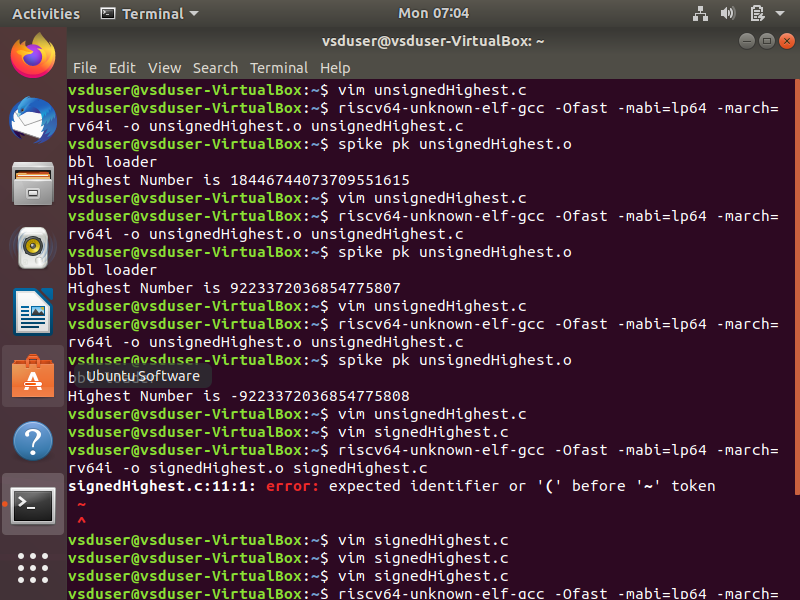 Activities Terminal Mon 07:04
vsduser@vsduser-VirtualBox: ~
File Edit View Search Terminal Help
vsduser@vsduser-VirtualBox:~$ vim unsignedHighest.c
vsduser@vsduser-VirtualBox:~$ riscv64-unknown-elf-gcc -Ofast -mabi=lp64 -march=
rv64i -o unsignedHighest.o unsignedHighest.c
vsduser@vsduser-VirtualBox:~$ spike pk unsignedHighest.o
bbl loader
Highest Number is 18446744073709551615
vsduser@vsduser-VirtualBox:~$ vim unsignedHighest.c
vsduser@vsduser-VirtualBox:~$ riscv64-unknown-elf-gcc -Ofast -mabi=lp64 -march=
rv64i -o unsignedHighest.o unsignedHighest.c
vsduser@vsduser-VirtualBox:~$ spike pk unsignedHighest.o
bbl loader
Highest Number is 9223372036854775807
vsduser@vsduser-VirtualBox:~$ vim unsignedHighest.c
vsduser@vsduser-VirtualBox:~$ riscv64-unknown-elf-gcc -Ofast -mabi=lp64 -march=
rv64i -o unsignedHighest.o unsignedHighest.c
vsduser@vsduser-VirtualBox:~$ spike pk unsignedHighest.o
Ubuntu Software
Highest Number is -9223372036854775808
vsduser@vsduser-VirtualBox:~$ vim unsignedHighest.c
vsduser@vsduser-VirtualBox:~$ vim signedHighest.c
vsduser@vsduser-VirtualBox:~$ riscv64-unknown-elf-gcc -Ofast -mabi=lp64 -march=
rv64i -o signedHighest.o signedHighest.c
signedHighest.c:11:1: error: expected identifier or '(' before '~' token
~
^
vsduser@vsduser-VirtualBox:~$ vim signedHighest.c
vsduser@vsduser-VirtualBox:~$ vim signedHighest.c
vsduser@vsduser-VirtualBox:~$ vim signedHighest.c
vsduser@vsduser-VirtualBox:~$ riscv64-unknown-elf-gcc -Ofast -mabi=lp64 -march=